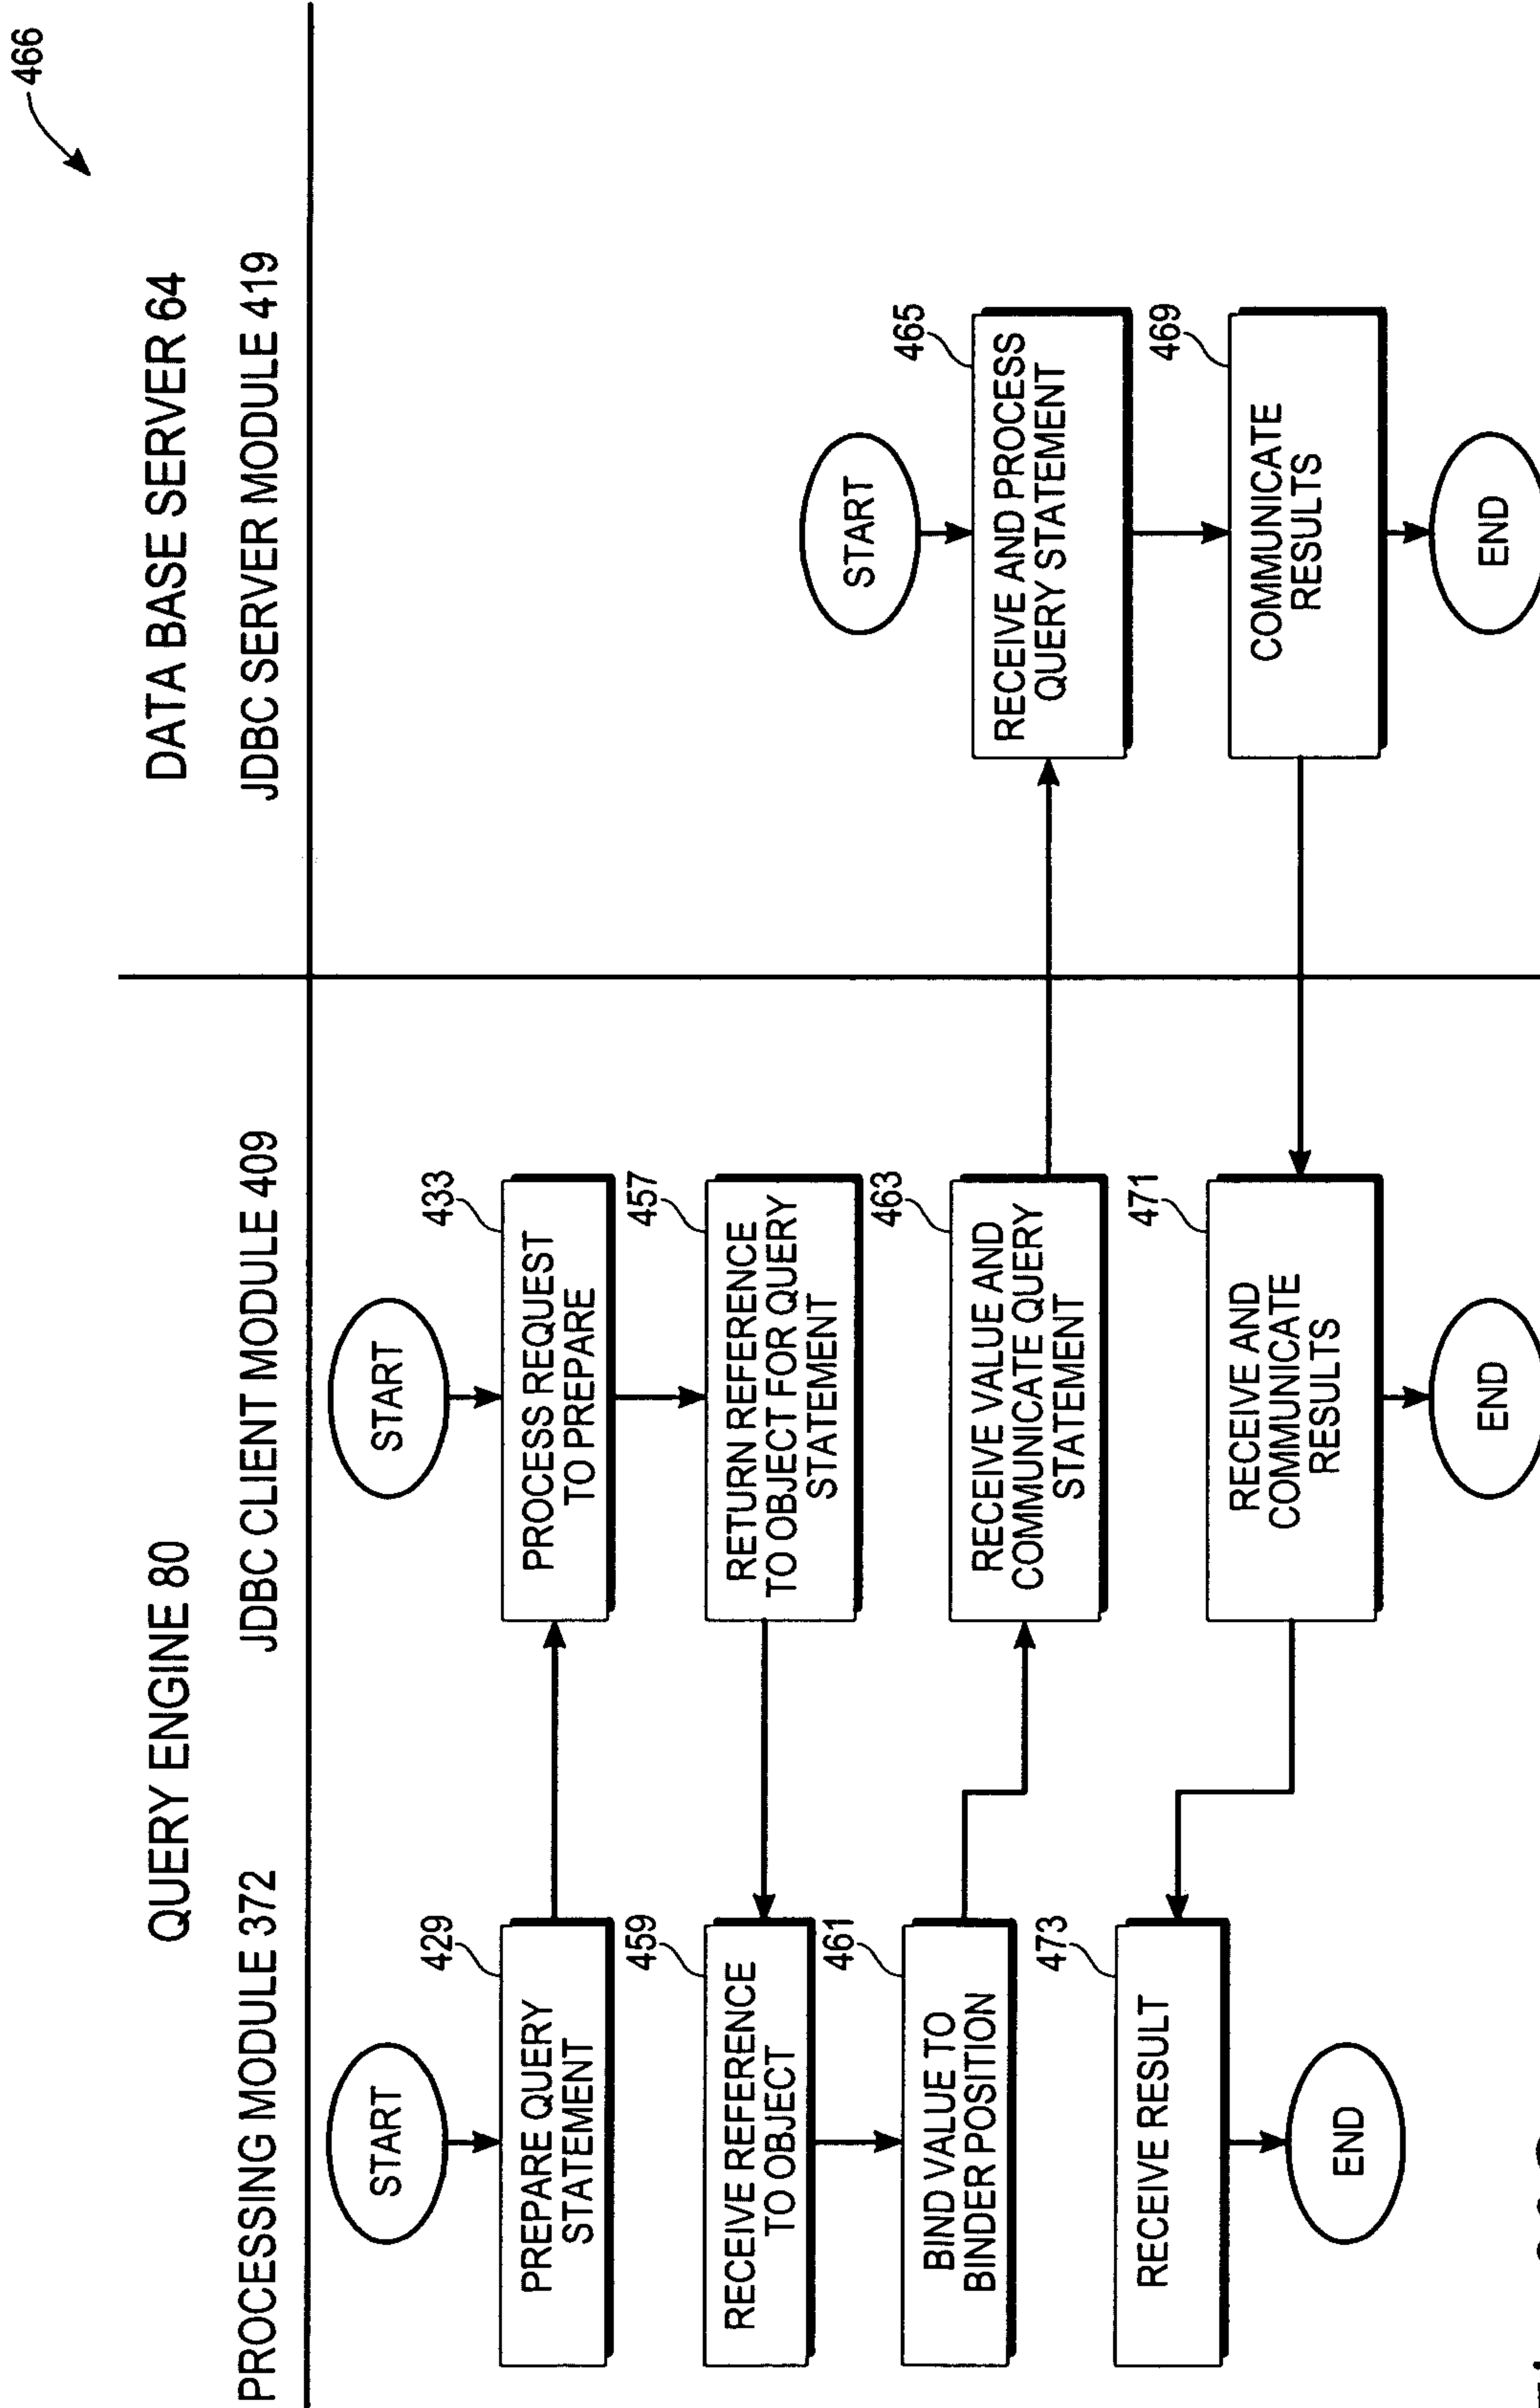 466
QUERY ENGINE 80
DATA BASE SERVER 64
PROCESSING MODULE 372
JDBC CLIENT MODULE 409
JDBC SERVER MODULE 419
START
START
429
PREPARE QUERY
STATEMENT
433
PROCESS REQUEST
TO PREPARE
457
RETURN REFERENCE
TO OBJECT FOR QUERY
STATEMENT
459
RECEIVE REFERENCE
TO OBJECT
461
BIND VALUE TO
BINDER POSITION
463
RECEIVE VALUE AND
COMMUNICATE QUERY
STATEMENT
START
465
RECEIVE AND PROCESS
QUERY STATEMENT
469
COMMUNICATE
RESULTS
471
RECEIVE AND
COMMUNICATE
RESULTS
473
RECEIVE RESULT
END
END
END